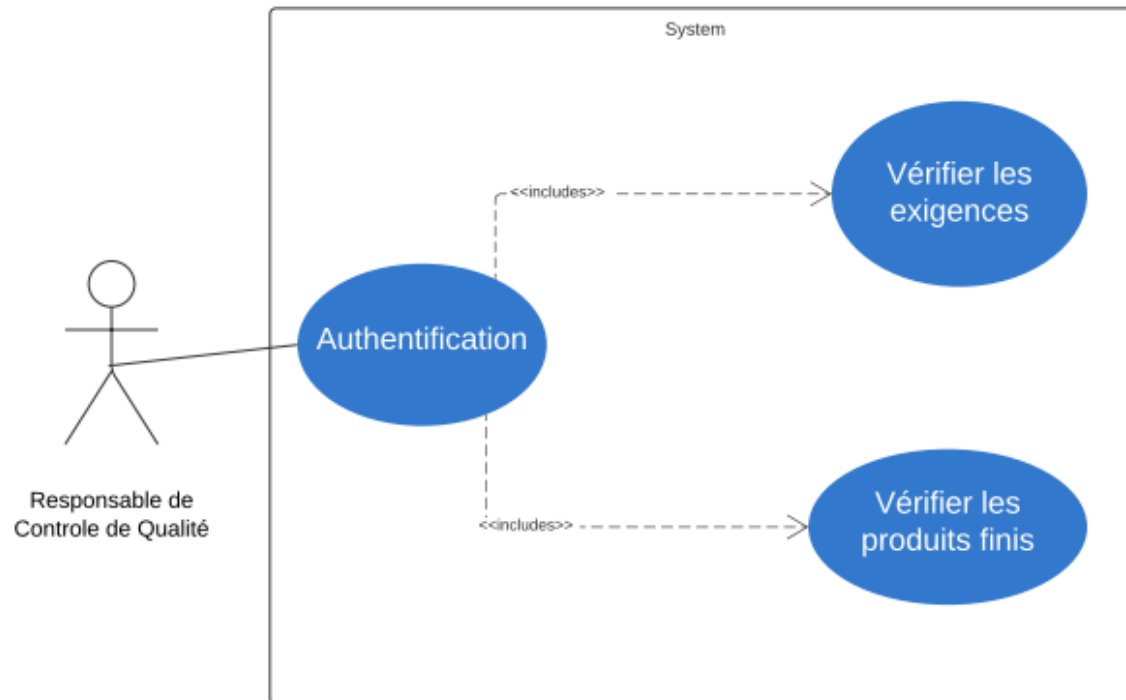 System
Vérifier les
exigences
<<includes>>
Authentification
Responsable de
Controle de Qualité
Vérifier les
produits finis
<<includes>>